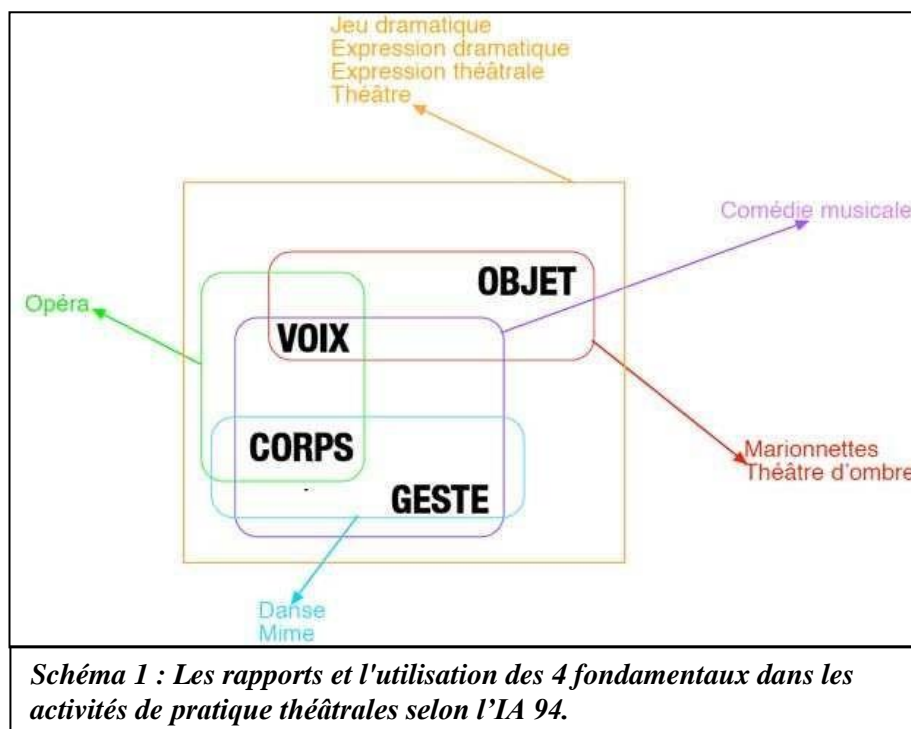 Jeu dramatique
Expression dramatique
Expression théâtrale
Théâtre
Comédie musicale
OBJET
Opéra
VOIX
CORPS
Marionnettes
Théâtre d'ombre
GESTE
Danse
Mime
Schéma 1 : Les rapports et l'utilisation des 4 fondamentaux dans les
activités de pratique théâtrales selon l’IA 94.